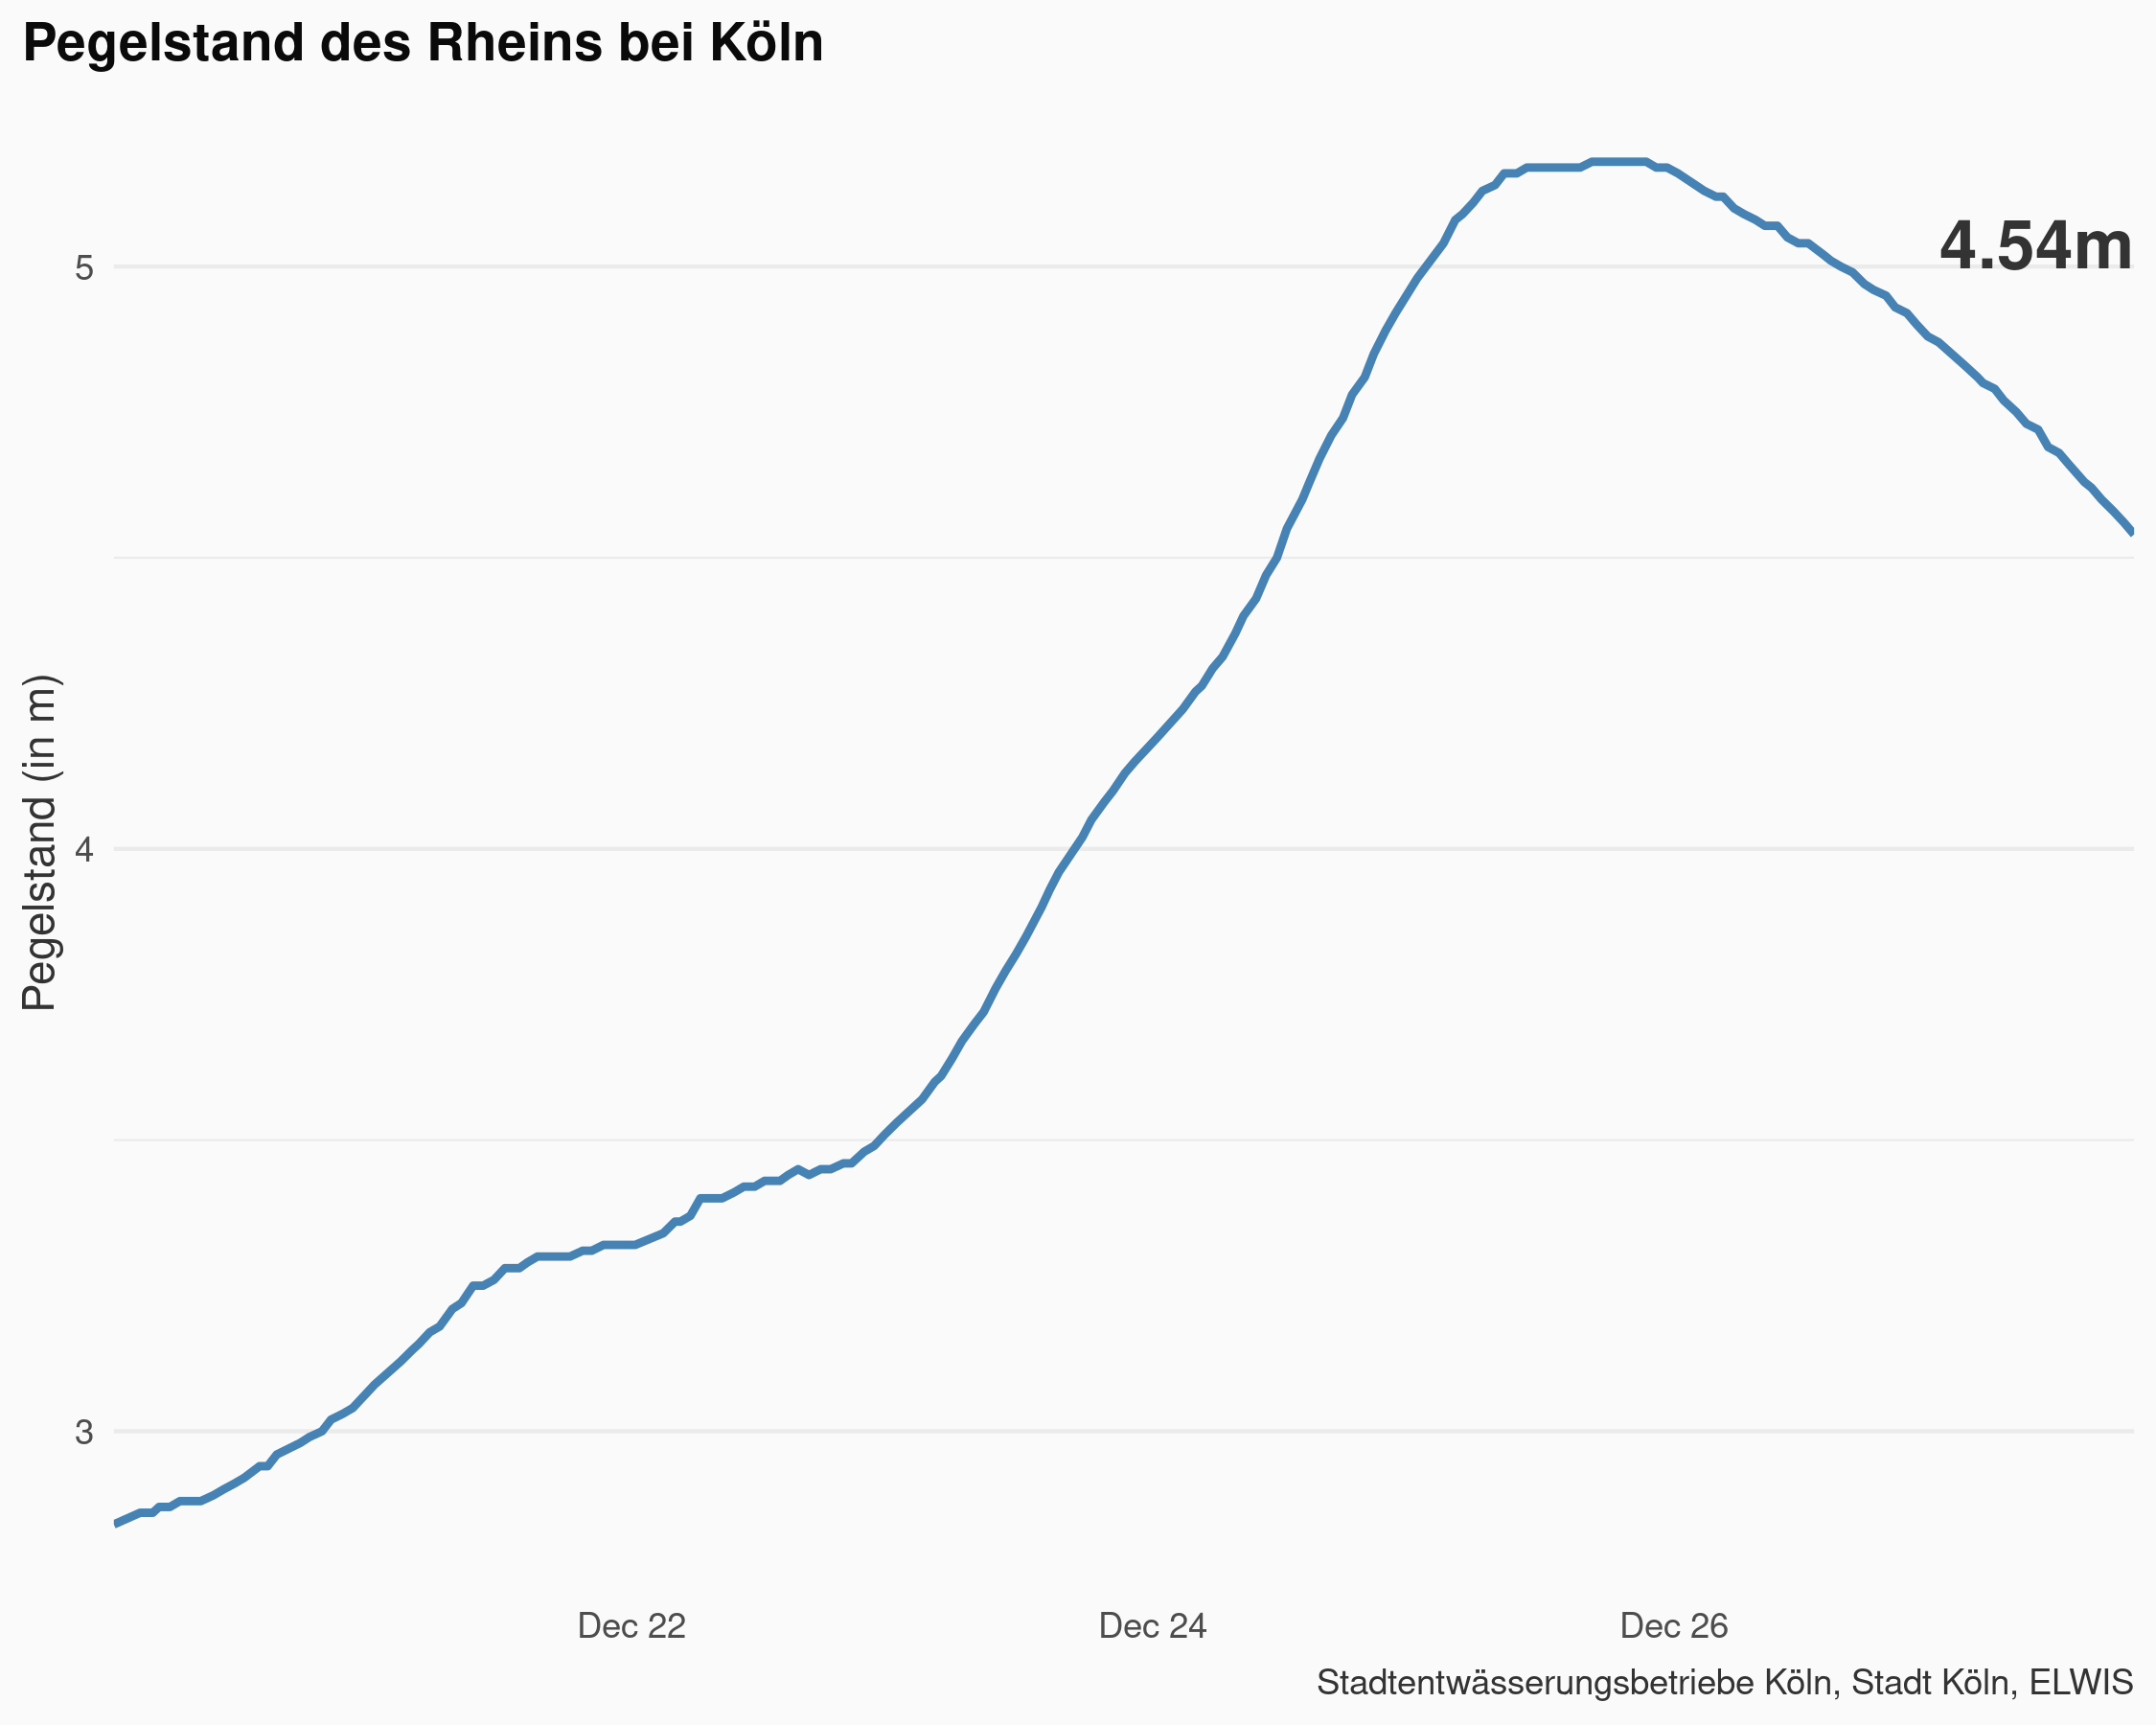 Pegelstand des Rheins bei Köln
4.54m
Pegelstand (in m)
5
4
3
Dec 22
Dec 24
Dec 26
Stadtentwässerungsbetriebe Köln, Stadt Köln, ELWIS